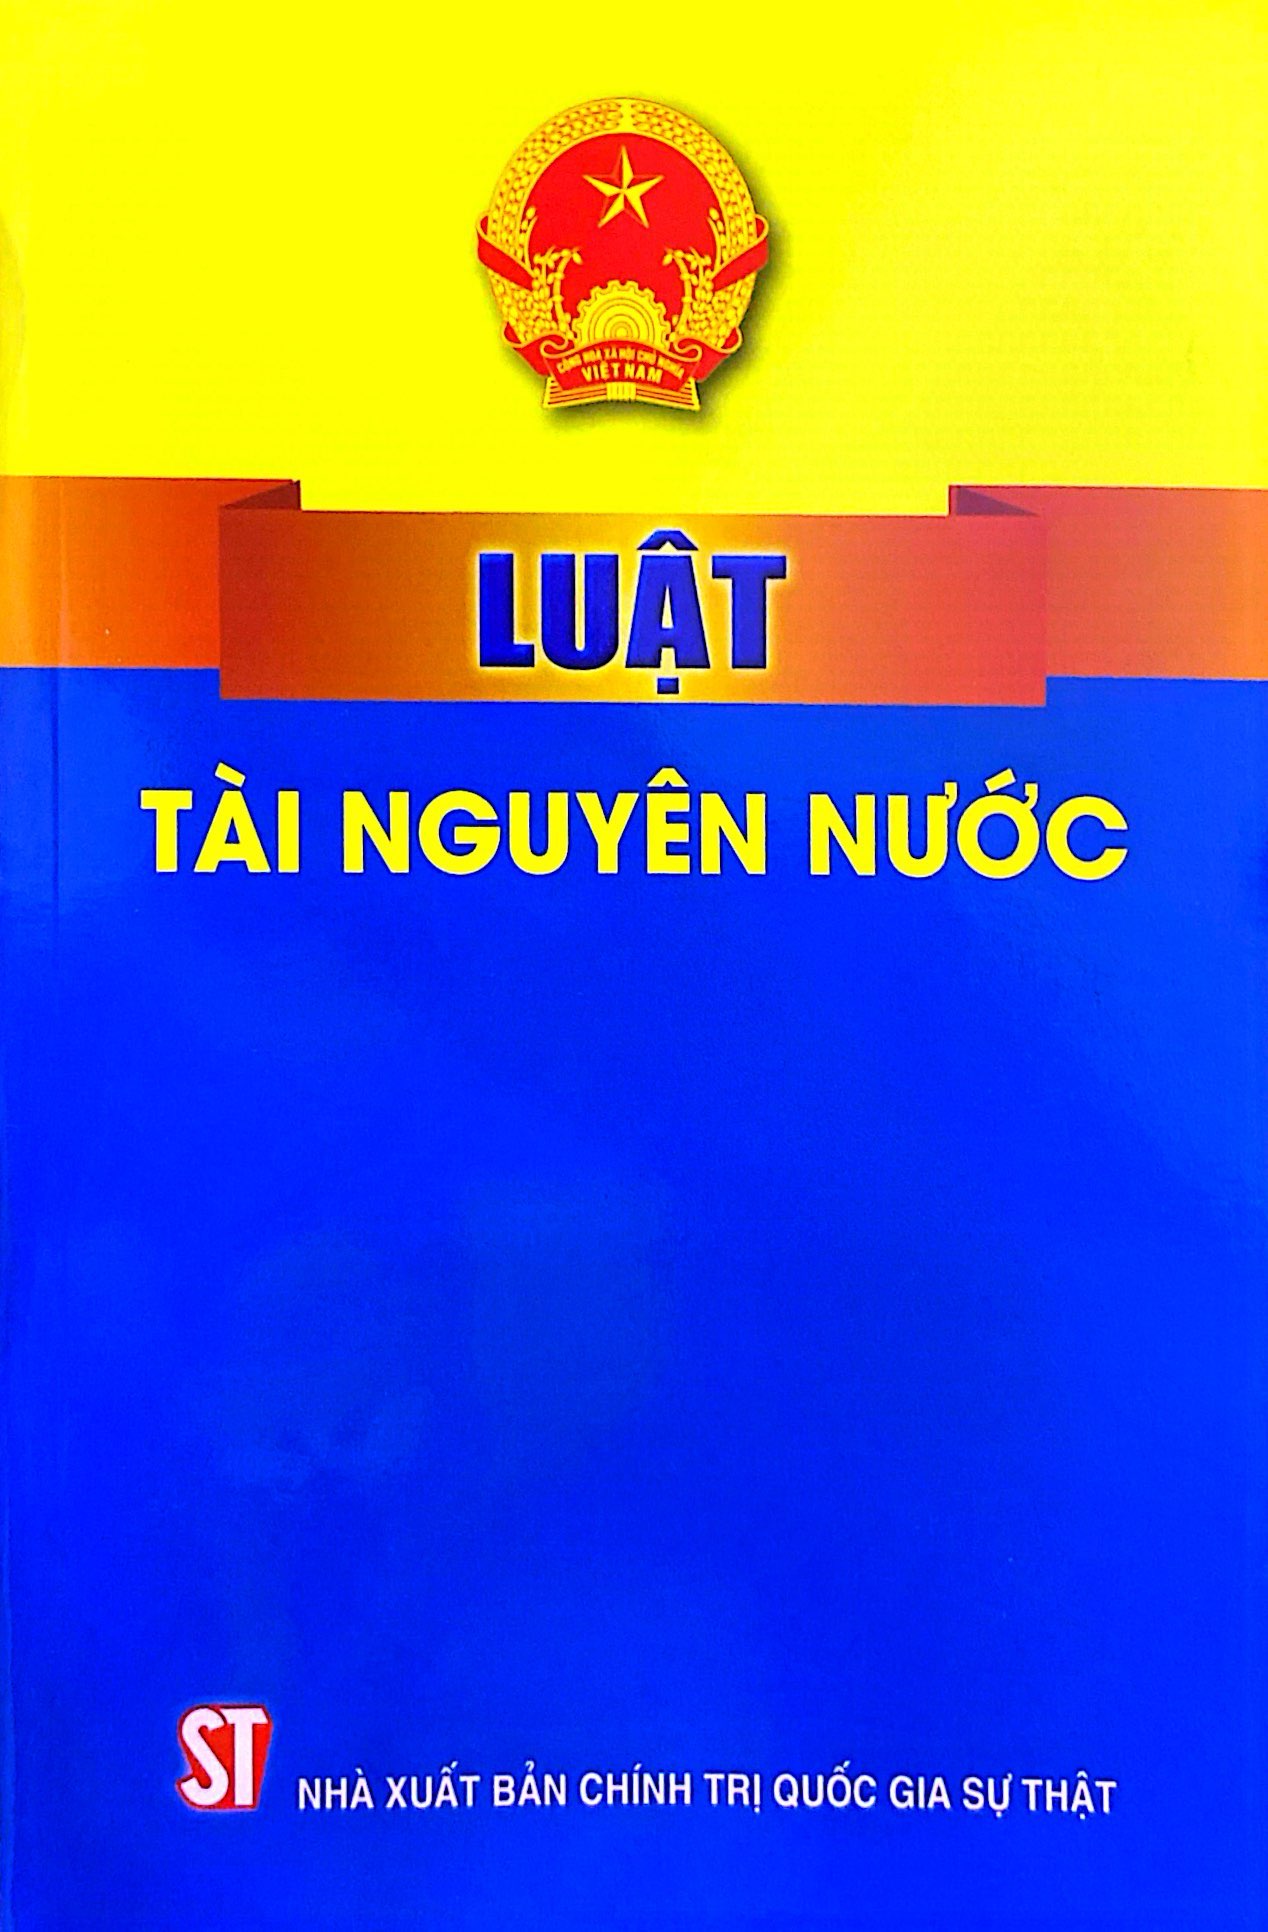 CỘNG HOÀ XÃ HỘI CHỦ NGHĨA
VIỆT NAM
LUẬT
TÀI NGUYÊN NƯỚC
ST
NHÀ XUẤT BẢN CHÍNH TRỊ QUỐC GIA SỰ THẬT